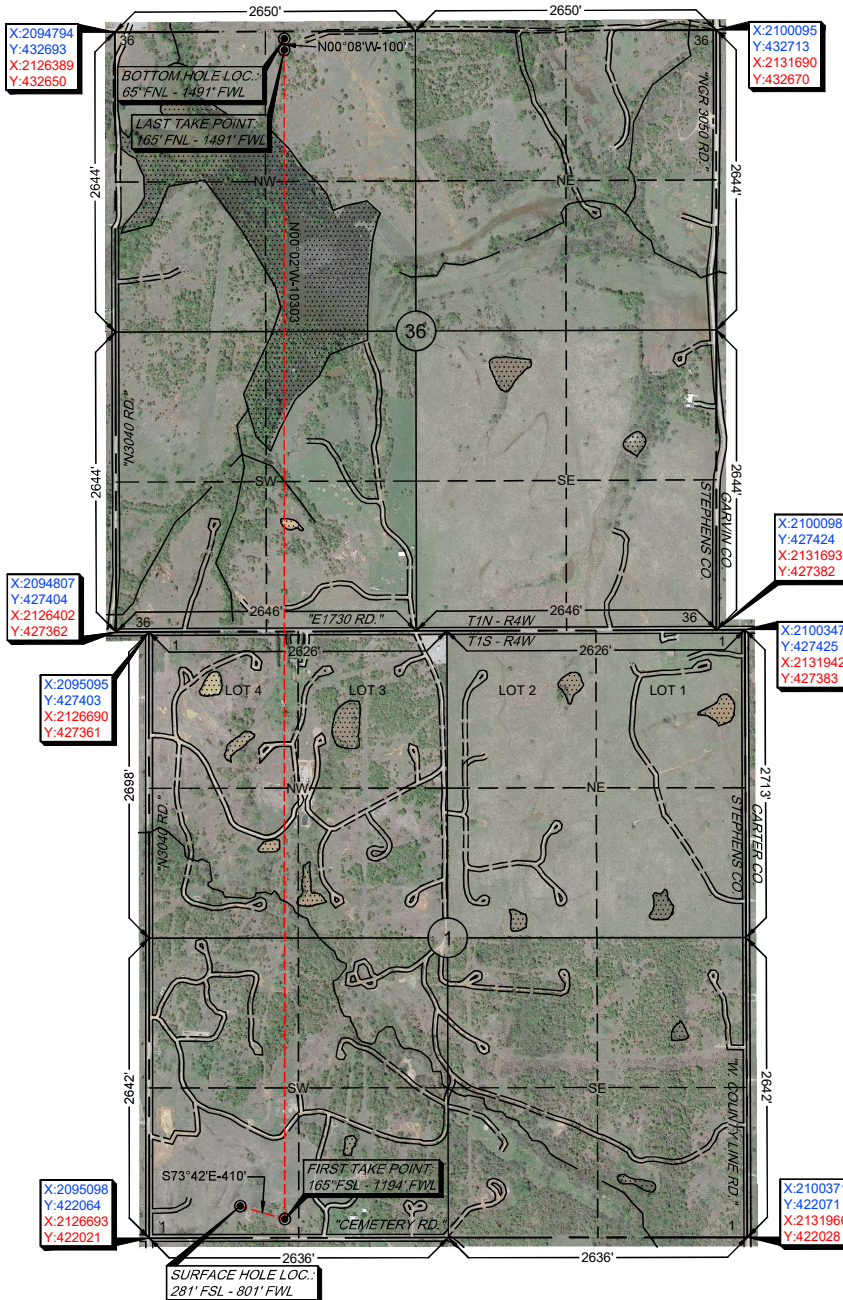 2650'
2650'
X:2094794
Y:432693
X:2126389
Y:432650
36
N00°08'W-100'
36
X:2100095
Y:432713
X:2131690
Y:432670
BOTTOM HOLE LOC.:
65' FNL - 1491' FWL
LAST TAKE POINT:
165' FNL - 1491' FWL
"NCR 3050 RD."
2644'
NW
NE
2644'
N00°02'W-10303'
36
"N3040 RD."
2644'
SW
SE
2644'
GARVIN CO.
STEPHENS CO.
X:2100098
Y:427424
X:2131693
Y:427382
X:2094807
Y:427404
X:2126402
Y:427362
2646'
2646'
36
"E1730 RD."
T1N - R4W
36
1
T1S - R4W
1
2626'
2626'
X:2100347
Y:427425
X:2131942
Y:427383
X:2095095
Y:427403
X:2126690
Y:427361
LOT 4
LOT 3
LOT 2
LOT 1
2698'
NW
NE
2713'
"N3040 RD."
CARTER CO.
STEPHENS CO.
1
2642'
SW
SE
2642'
"W. COUNTY LINE RD."
S73°42'E-410'
FIRST TAKE POINT:
165' FSL - 1194' FWL
X:2095098
Y:422064
X:2126693
Y:422021
X:2100371
Y:422071
X:2131966
Y:422028
1
"CEMETERY RD."
1
2636'
2636'
SURFACE HOLE LOC.:
281' FSL - 801' FWL